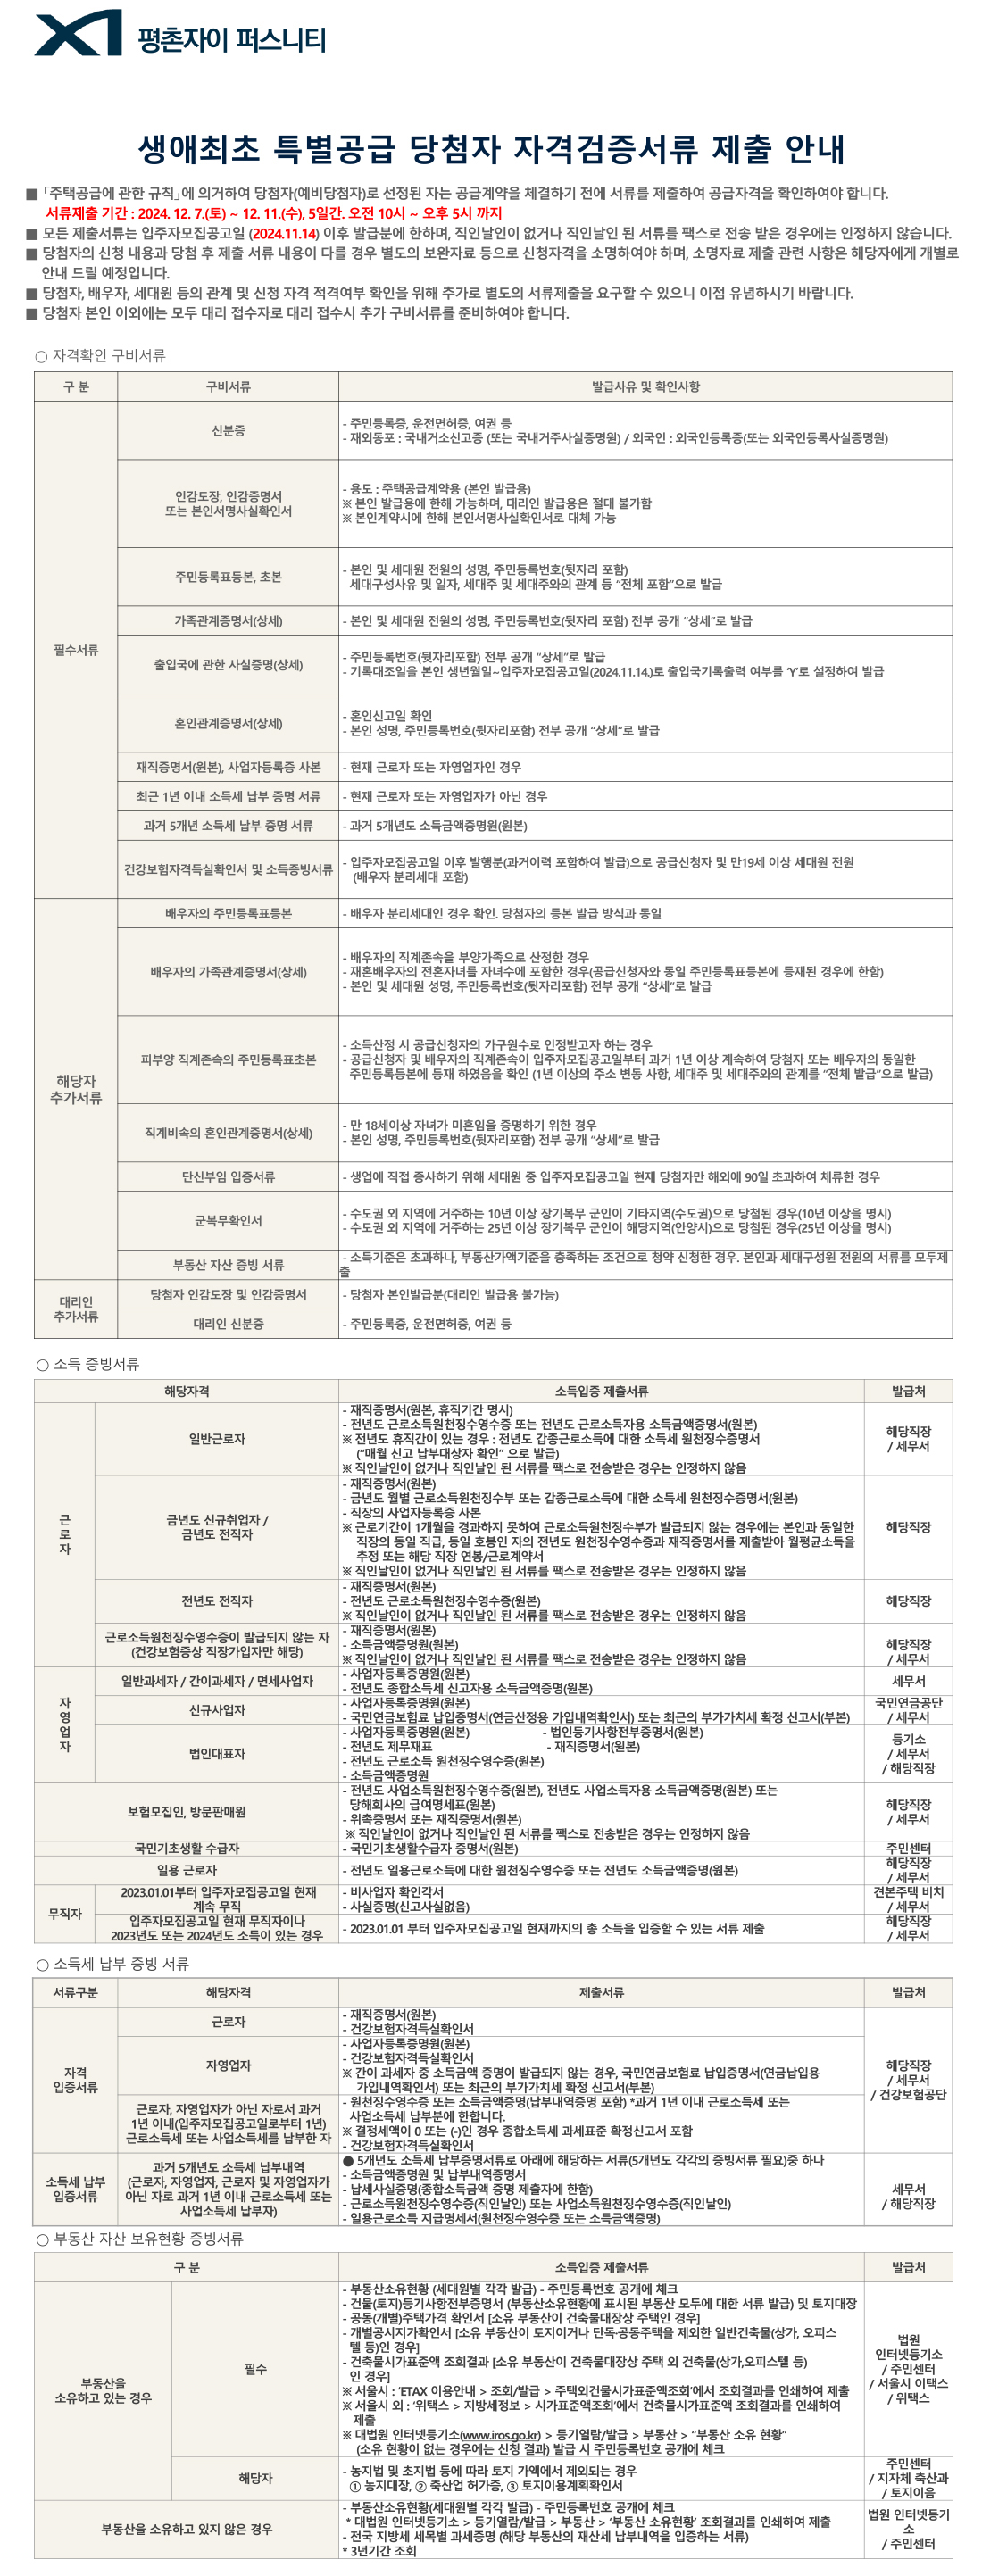 XI 평촌자이 퍼스니티
생애최초 특별공급 당첨자 자격검증서류 제출 안내
■ 「주택공급에 관한 규칙」에 의거하여 당첨자(예비당첨자)로 선정된 자는 공급계약을 체결하기 전에 서류를 제출하여 공급자격을 확인하여야 합니다.
서류제출 기간 : 2024. 12. 7.(토) ~ 12. 11.(수), 5일간. 오전 10시 ~ 오후 5시 까지
■ 모든 제출서류는 입주자모집공고일 (2024.11.14) 이후 발급분에 한하며, 직인날인이 없거나 직인날인 된 서류를 팩스로 전송 받은 경우에는 인정하지 않습니다.
■ 당첨자의 신청 내용과 당첨 후 제출 서류 내용이 다를 경우 별도의 보완자료 등으로 신청자격을 소명하여야 하며, 소명자료 제출 관련 사항은 해당자에게 개별로
안내 드릴 예정입니다.
■ 당첨자, 배우자, 세대원 등의 관계 및 신청 자격 적격여부 확인을 위해 추가로 별도의 서류제출을 요구할 수 있으니 이점 유념하시기 바랍니다.
■ 당첨자 본인 이외에는 모두 대리 접수자로 대리 접수시 추가 구비서류를 준비하여야 합니다.
○ 자격확인 구비서류
구 분
구비서류
발급사유 및 확인사항
필수서류
신분증
- 주민등록증, 운전면허증, 여권 등
- 재외동포 : 국내거소신고증 (또는 국내거주사실증명원) / 외국인 : 외국인등록증(또는 외국인등록사실증명원)
인감도장, 인감증명서
또는 본인서명사실확인서
- 용도 : 주택공급계약용 (본인 발급용)
※ 본인 발급용에 한해 가능하며, 대리인 발급용은 절대 불가함
※ 본인계약시에 한해 본인서명사실확인서로 대체 가능
주민등록표등본, 초본
- 본인 및 세대원 전원의 성명, 주민등록번호(뒷자리 포함)
세대구성사유 및 일자, 세대주 및 세대주와의 관계 등 “전체 포함”으로 발급
가족관계증명서(상세)
- 본인 및 세대원 전원의 성명, 주민등록번호(뒷자리 포함) 전부 공개 “상세”로 발급
출입국에 관한 사실증명(상세)
- 주민등록번호(뒷자리포함) 전부 공개 “상세”로 발급
- 기록대조일을 본인 생년월일~입주자모집공고일(2024.11.14.)로 출입국기록출력 여부를 ‘Y’로 설정하여 발급
혼인관계증명서(상세)
- 혼인신고일 확인
- 본인 성명, 주민등록번호(뒷자리포함) 전부 공개 “상세”로 발급
재직증명서(원본), 사업자등록증 사본
- 현재 근로자 또는 자영업자인 경우
최근 1년 이내 소득세 납부 증명 서류
- 현재 근로자 또는 자영업자가 아닌 경우
과거 5개년 소득세 납부 증명 서류
- 과거 5개년도 소득금액증명원(원본)
건강보험자격득실확인서 및 소득증빙서류
- 입주자모집공고일 이후 발행분(과거이력 포함하여 발급)으로 공급신청자 및 만19세 이상 세대원 전원
(배우자 분리세대 포함)
해당자
추가서류
배우자의 주민등록표등본
- 배우자 분리세대인 경우 확인. 당첨자의 등본 발급 방식과 동일
배우자의 가족관계증명서(상세)
- 배우자의 직계존속을 부양가족으로 산정한 경우
- 재혼배우자의 전혼자녀를 자녀수에 포함한 경우(공급신청자와 동일 주민등록표등본에 등재된 경우에 한함)
- 본인 및 세대원 성명, 주민등록번호(뒷자리포함) 전부 공개 “상세”로 발급
피부양 직계존속의 주민등록표초본
- 소득산정 시 공급신청자의 가구원수로 인정받고자 하는 경우
- 공급신청자 및 배우자의 직계존속이 입주자모집공고일부터 과거 1년 이상 계속하여 당첨자 또는 배우자의 동일한
주민등록등본에 등재 하였음을 확인 (1년 이상의 주소 변동 사항, 세대주 및 세대주와의 관계를 “전체 발급”으로 발급)
직계비속의 혼인관계증명서(상세)
- 만 18세이상 자녀가 미혼임을 증명하기 위한 경우
- 본인 성명, 주민등록번호(뒷자리포함) 전부 공개 “상세”로 발급
단신부임 입증서류
- 생업에 직접 종사하기 위해 세대원 중 입주자모집공고일 현재 당첨자만 해외에 90일 초과하여 체류한 경우
군복무확인서
- 수도권 외 지역에 거주하는 10년 이상 장기복무 군인이 기타지역(수도권)으로 당첨된 경우(10년 이상을 명시)
- 수도권 외 지역에 거주하는 25년 이상 장기복무 군인이 해당지역(안양시)으로 당첨된 경우(25년 이상을 명시)
부동산 자산 증빙 서류
- 소득기준은 초과하나, 부동산가액기준을 충족하는 조건으로 청약 신청한 경우. 본인과 세대구성원 전원의 서류를 모두제
출
대리인
추가서류
당첨자 인감도장 및 인감증명서
- 당첨자 본인발급분(대리인 발급용 불가능)
대리인 신분증
- 주민등록증, 운전면허증, 여권 등
○ 소득 증빙서류
해당자격
소득입증 제출서류
발급처
근
로
자
일반근로자
- 재직증명서(원본, 휴직기간 명시)
- 전년도 근로소득원천징수영수증 또는 전년도 근로소득자용 소득금액증명서(원본)
※ 전년도 휴직간이 있는 경우 : 전년도 갑종근로소득에 대한 소득세 원천징수증명서
(“매월 신고 납부대상자 확인” 으로 발급)
※ 직인날인이 없거나 직인날인 된 서류를 팩스로 전송받은 경우는 인정하지 않음
해당직장
/ 세무서
금년도 신규취업자 /
금년도 전직자
- 재직증명서(원본)
- 금년도 월별 근로소득원천징수부 또는 갑종근로소득에 대한 소득세 원천징수증명서(원본)
- 직장의 사업자등록증 사본
※ 근로기간이 1개월을 경과하지 못하여 근로소득원천징수부가 발급되지 않는 경우에는 본인과 동일한
직장의 동일 직급, 동일 호봉인 자의 전년도 원천징수영수증과 재직증명서를 제출받아 월평균소득을
추정 또는 해당 직장 연봉/근로계약서
※ 직인날인이 없거나 직인날인 된 서류를 팩스로 전송받은 경우는 인정하지 않음
해당직장
전년도 전직자
- 재직증명서(원본)
- 전년도 근로소득원천징수영수증(원본)
※ 직인날인이 없거나 직인날인 된 서류를 팩스로 전송받은 경우는 인정하지 않음
해당직장
근로소득원천징수영수증이 발급되지 않는 자
(건강보험증상 직장가입자만 해당)
- 재직증명서(원본)
- 소득금액증명원(원본)
※ 직인날인이 없거나 직인날인 된 서류를 팩스로 전송받은 경우는 인정하지 않음
해당직장
/ 세무서
자
영
업
자
일반과세자 / 간이과세자 / 면세사업자
- 사업자등록증명원(원본)
- 전년도 종합소득세 신고자용 소득금액증명(원본)
세무서
신규사업자
- 사업자등록증명원(원본)
- 국민연금보험료 납입증명서(연금산정용 가입내역확인서) 또는 최근의 부가가치세 확정 신고서(부본)
국민연금공단
/ 세무서
법인대표자
- 사업자등록증명원(원본) - 법인등기사항전부증명서(원본)
- 전년도 제무재표 - 재직증명서(원본)
- 전년도 근로소득 원천징수영수증(원본)
- 소득금액증명원
등기소
/ 세무서
/ 해당직장
보험모집인, 방문판매원
- 전년도 사업소득원천징수영수증(원본), 전년도 사업소득자용 소득금액증명(원본) 또는
당해회사의 급여명세표(원본)
- 위촉증명서 또는 재직증명서(원본)
※ 직인날인이 없거나 직인날인 된 서류를 팩스로 전송받은 경우는 인정하지 않음
해당직장
/ 세무서
국민기초생활 수급자
- 국민기초생활수급자 증명서(원본)
주민센터
일용 근로자
- 전년도 일용근로소득에 대한 원천징수영수증 또는 전년도 소득금액증명(원본)
해당직장
/ 세무서
무직자
2023.01.01부터 입주자모집공고일 현재
계속 무직
- 비사업자 확인각서
- 사실증명(신고사실없음)
견본주택 비치
/ 세무서
입주자모집공고일 현재 무직자이나
2023년도 또는 2024년도 소득이 있는 경우
- 2023.01.01 부터 입주자모집공고일 현재까지의 총 소득을 입증할 수 있는 서류 제출
해당직장
/ 세무서
○ 소득세 납부 증빙 서류
서류구분
해당자격
제출서류
발급처
자격
입증서류
근로자
- 재직증명서(원본)
- 건강보험자격득실확인서
자영업자
- 사업자등록증명원(원본)
- 건강보험자격득실확인서
※ 간이 과세자 중 소득금액 증명이 발급되지 않는 경우, 국민연금보험료 납입증명서(연금납입용
가입내역확인서) 또는 최근의 부가가치세 확정 신고서(부본)
해당직장
/ 세무서
/ 건강보험공단
근로자, 자영업자가 아닌 자로서 과거
1년 이내(입주자모집공고일로부터 1년)
근로소득세 또는 사업소득세를 납부한 자
- 원천징수영수증 또는 소득금액증명(납부내역증명 포함) *과거 1년 이내 근로소득세 또는
사업소득세 납부분에 한합니다.
※ 결정세액이 0 또는 (-)인 경우 종합소득세 과세표준 확정신고서 포함
- 건강보험자격득실확인서
소득세 납부
입증서류
과거 5개년도 소득세 납부내역
(근로자, 자영업자, 근로자 및 자영업자가
아닌 자로 과거 1년 이내 근로소득세 또는
사업소득세 납부자)
● 5개년도 소득세 납부증명서류로 아래에 해당하는 서류(5개년도 각각의 증빙서류 필요)중 하나
- 소득금액증명원 및 납부내역증명서
- 납세사실증명(종합소득금액 증명 제출자에 한함)
- 근로소득원천징수영수증(직인날인) 또는 사업소득원천징수영수증(직인날인)
- 일용근로소득 지급명세서(원천징수영수증 또는 소득금액증명)
세무서
/ 해당직장
○ 부동산 자산 보유현황 증빙서류
구 분
소득입증 제출서류
발급처
부동산을
소유하고 있는 경우
필수
- 부동산소유현황 (세대원별 각각 발급) - 주민등록번호 공개에 체크
- 건물(토지)등기사항전부증명서 (부동산소유현황에 표시된 부동산 모두에 대한 서류 발급) 및 토지대장
- 공동(개별)주택가격 확인서 [소유 부동산이 건축물대장상 주택인 경우]
- 개별공시지가확인서 [소유 부동산이 토지이거나 단독·공동주택을 제외한 일반건축물(상가, 오피스
텔 등)인 경우]
- 건축물시가표준액 조회결과 [소유 부동산이 건축물대장상 주택 외 건축물(상가,오피스텔 등)
인 경우]
※ 서울시 : ‘ETAX 이용안내 > 조회/발급 > 주택외건물시가표준액조회’에서 조회결과를 인쇄하여 제출
※ 서울시 외 : ‘위택스 > 지방세정보 > 시가표준액조회’에서 건축물시가표준액 조회결과를 인쇄하여
제출
※ 대법원 인터넷등기소(www.iros.go.kr) > 등기열람/발급 > 부동산 > “부동산 소유 현황”
(소유 현황이 없는 경우에는 신청 결과) 발급 시 주민등록번호 공개에 체크
법원
인터넷등기소
/ 주민센터
/ 서울시 이택스
/ 위택스
해당자
- 농지법 및 초지법 등에 따라 토지 가액에서 제외되는 경우
① 농지대장, ② 축산업 허가증, ③ 토지이용계획확인서
주민센터
/ 지자체 축산과
/ 토지이음
부동산을 소유하고 있지 않은 경우
- 부동산소유현황(세대원별 각각 발급) - 주민등록번호 공개에 체크
* 대법원 인터넷등기소 > 등기열람/발급 > 부동산 > ‘부동산 소유현황’ 조회결과를 인쇄하여 제출
- 전국 지방세 세목별 과세증명 (해당 부동산의 재산세 납부내역을 입증하는 서류)
* 3년기간 조회
법원 인터넷등기
소
/ 주민센터